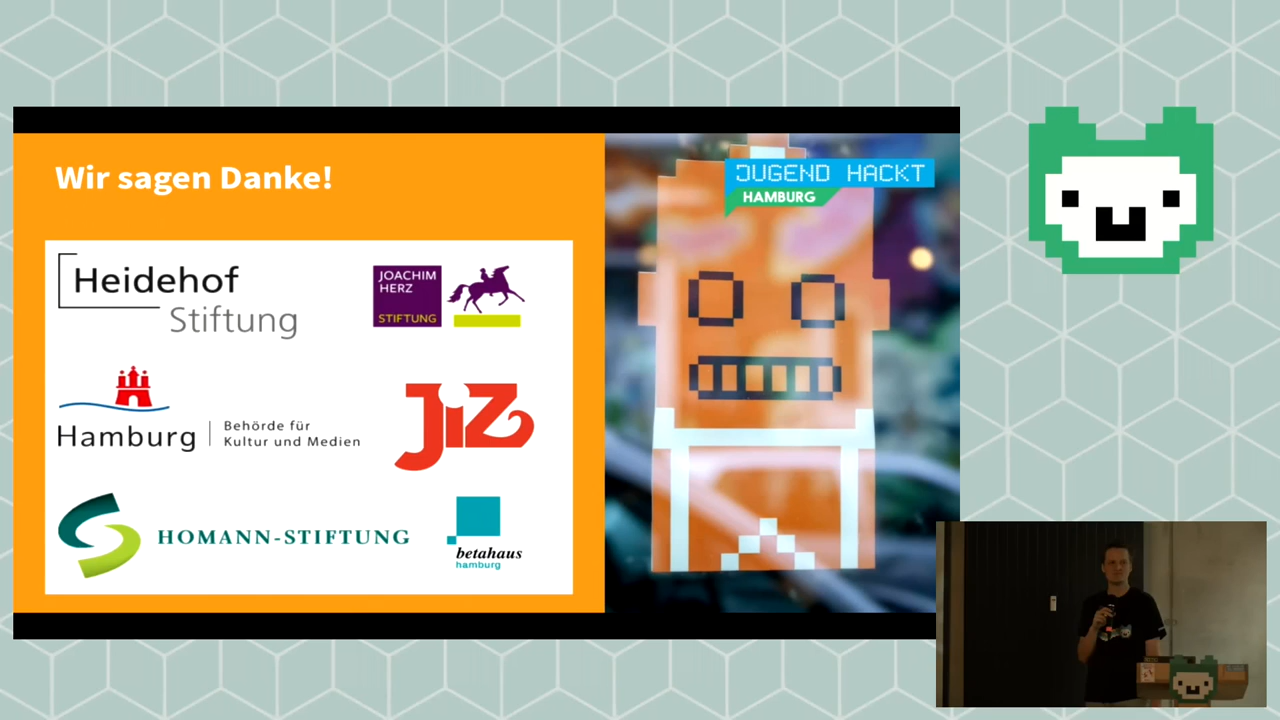 Wir sagen Danke!
JUGEND HACKT
HAMBURG
Heidehof
Stiftung
JOACHIM
HERZ
STIFTUNG
Hamburg
Behörde für
Kultur und Medien
JiZ
HOMANN-STIFTUNG
betahaus
hamburg